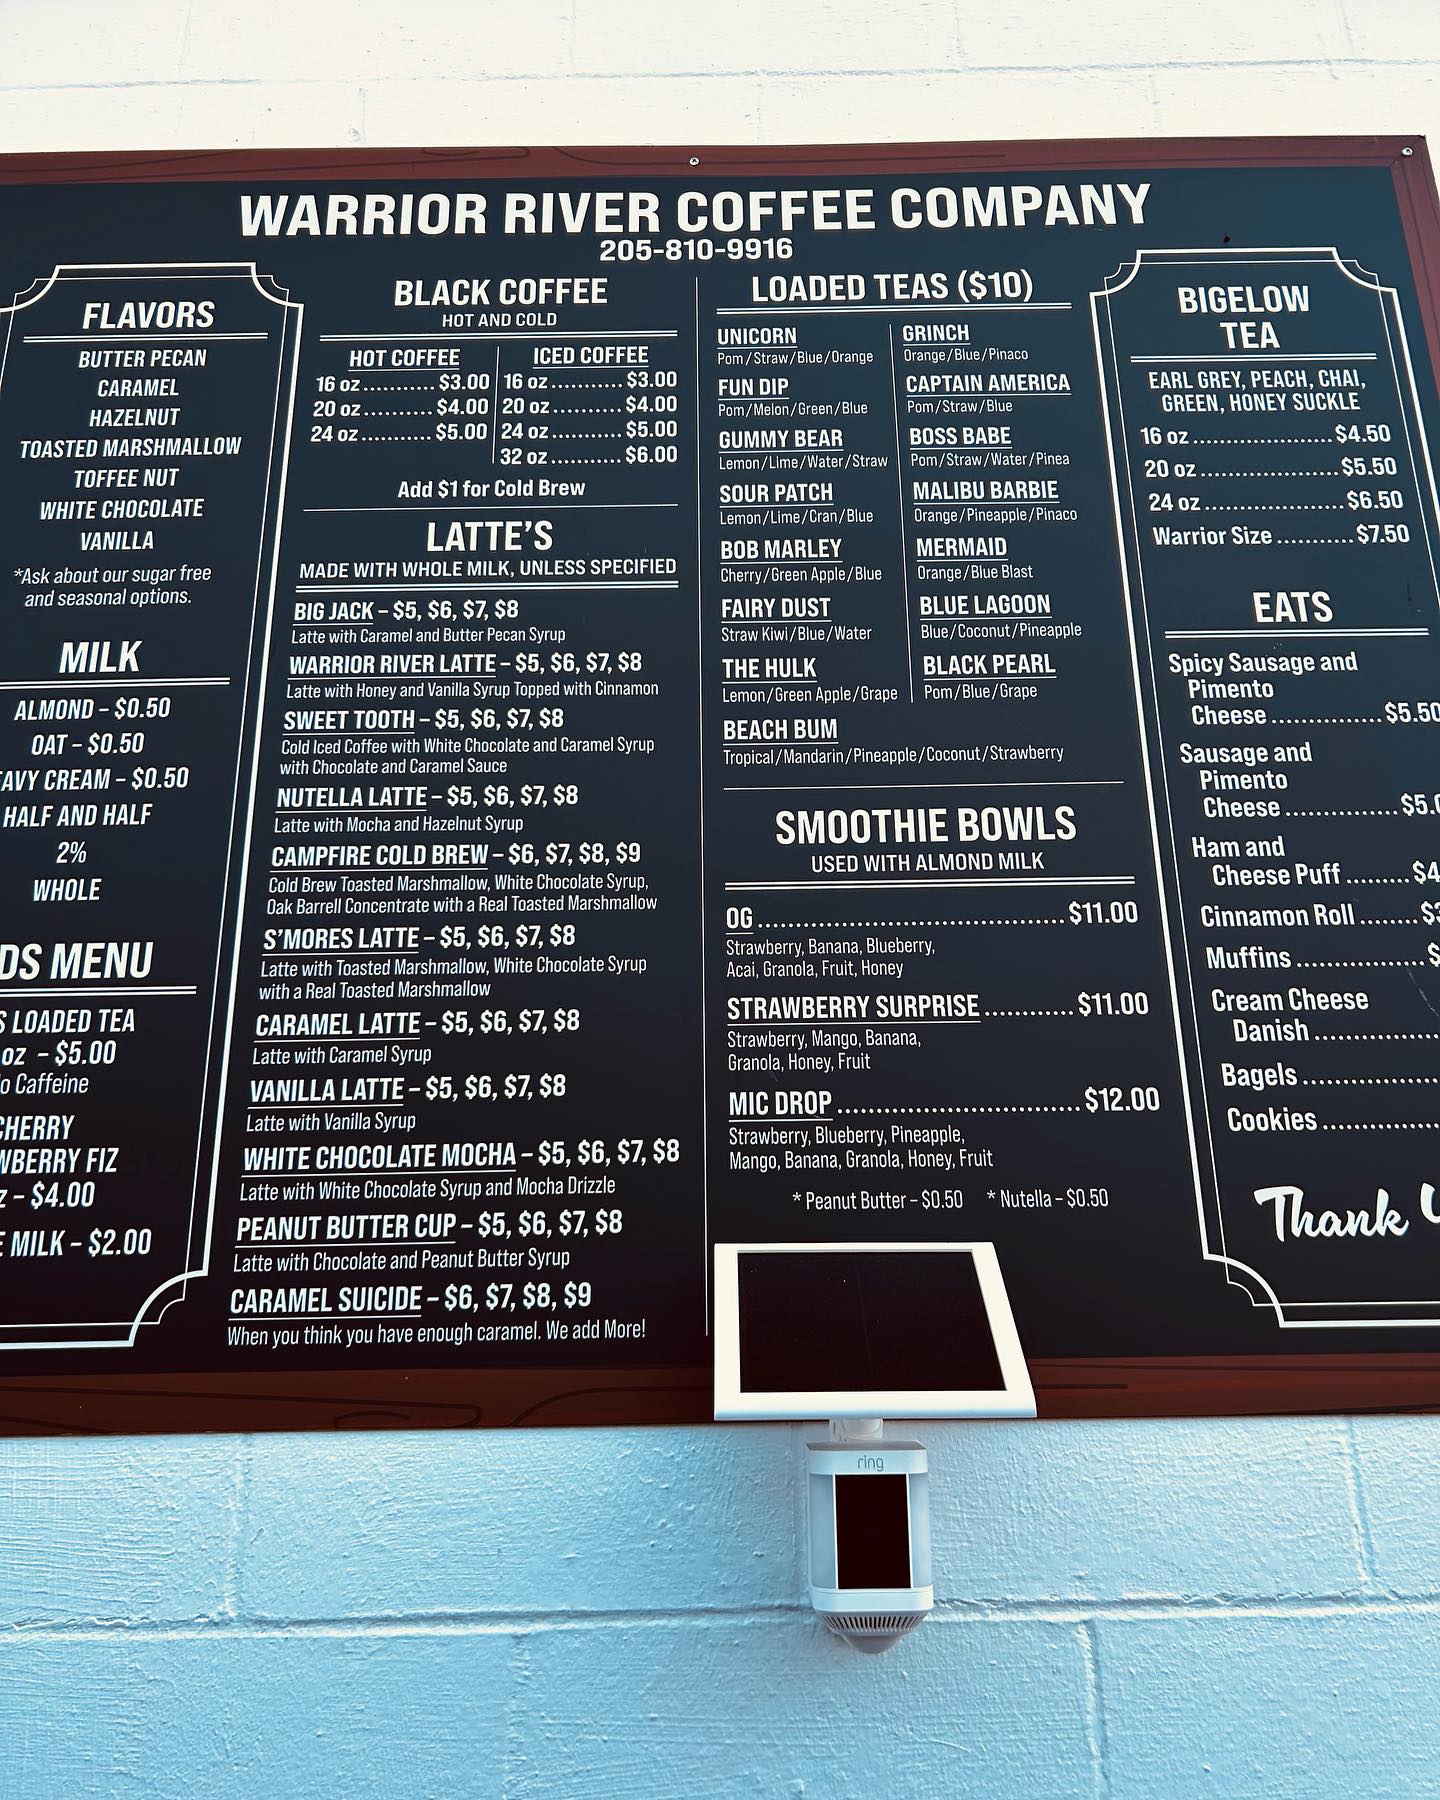 WARRIOR RIVER COFFEE COMPANY
205-810-9916
FLAVORS
BUTTER PECAN
CARAMEL
HAZELNUT
TOASTED MARSHMALLOW
TOFFEE NUT
WHITE CHOCOLATE
VANILLA
*Ask about our sugar free
and seasonal options.
MILK
ALMOND – $0.50
OAT – $0.50
AVY CREAM – $0.50
HALF AND HALF
2%
WHOLE
DS MENU
S LOADED TEA
oz – $5.00
o Caffeine
CHERRY
WBERRY FIZ
z – $4.00
E MILK – $2.00
BLACK COFFEE
HOT AND COLD
HOT COFFEE
16 oz........... $3.00
20 oz........... $4.00
24 oz........... $5.00
ICED COFFEE
16 oz........... $3.00
20 oz........... $4.00
24 oz........... $5.00
32 oz........... $6.00
Add $1 for Cold Brew
LATTE'S
MADE WITH WHOLE MILK, UNLESS SPECIFIED
BIG JACK – $5, $6, $7, $8
Latte with Caramel and Butter Pecan Syrup
WARRIOR RIVER LATTE – $5, $6, $7, $8
Latte with Honey and Vanilla Syrup Topped with Cinnamon
SWEET TOOTH – $5, $6, $7, $8
Cold Iced Coffee with White Chocolate and Caramel Syrup
with Chocolate and Caramel Sauce
NUTELLA LATTE – $5, $6, $7, $8
Latte with Mocha and Hazelnut Syrup
CAMPFIRE COLD BREW – $6, $7, $8, $9
Cold Brew Toasted Marshmallow, White Chocolate Syrup,
Oak Barrell Concentrate with a Real Toasted Marshmallow
S'MORES LATTE – $5, $6, $7, $8
Latte with Toasted Marshmallow, White Chocolate Syrup
with a Real Toasted Marshmallow
CARAMEL LATTE – $5, $6, $7, $8
Latte with Caramel Syrup
VANILLA LATTE – $5, $6, $7, $8
Latte with Vanilla Syrup
WHITE CHOCOLATE MOCHA – $5, $6, $7, $8
Latte with White Chocolate Syrup and Mocha Drizzle
PEANUT BUTTER CUP – $5, $6, $7, $8
Latte with Chocolate and Peanut Butter Syrup
CARAMEL SUICIDE – $6, $7, $8, $9
When you think you have enough caramel. We add More!
LOADED TEAS ($10)
UNICORN
Pom/Straw/Blue/Orange
FUN DIP
Pom/Melon/Green/Blue
GUMMY BEAR
Lemon/Lime/Water/Straw
SOUR PATCH
Lemon/Lime/Cran/Blue
BOB MARLEY
Cherry/Green Apple/Blue
FAIRY DUST
Straw Kiwi/Blue/Water
THE HULK
Lemon/Green Apple/Grape
BEACH BUM
Tropical/Mandarin/Pineapple/Coconut/Strawberry
GRINCH
Orange/Blue/Pinaco
CAPTAIN AMERICA
Pom/Straw/Blue
BOSS BABE
Pom/Straw/Water/Pinea
MALIBU BARBIE
Orange/Pineapple/Pinaco
MERMAID
Orange/Blue Blast
BLUE LAGOON
Blue/Coconut/Pineapple
BLACK PEARL
Pom/Blue/Grape
SMOOTHIE BOWLS
USED WITH ALMOND MILK
OG ..................................... $11.00
Strawberry, Banana, Blueberry,
Acai, Granola, Fruit, Honey
STRAWBERRY SURPRISE ............ $11.00
Strawberry, Mango, Banana,
Granola, Honey, Fruit
MIC DROP ............................. $12.00
Strawberry, Blueberry, Pineapple,
Mango, Banana, Granola, Honey, Fruit
* Peanut Butter – $0.50 * Nutella – $0.50
BIGELOW
TEA
EARL GREY, PEACH, CHAI,
GREEN, HONEY SUCKLE
16 oz .................. $4.50
20 oz .................. $5.50
24 oz .................. $6.50
Warrior Size .......... $7.50
EATS
Spicy Sausage and
Pimento
Cheese .............. $5.50
Sausage and
Pimento
Cheese .............. $5.0
Ham and
Cheese Puff ......... $4
Cinnamon Roll ........ $3
Muffins ................ $
Cream Cheese
Danish ..............
Bagels ................
Cookies ..............
Thank Y
ring